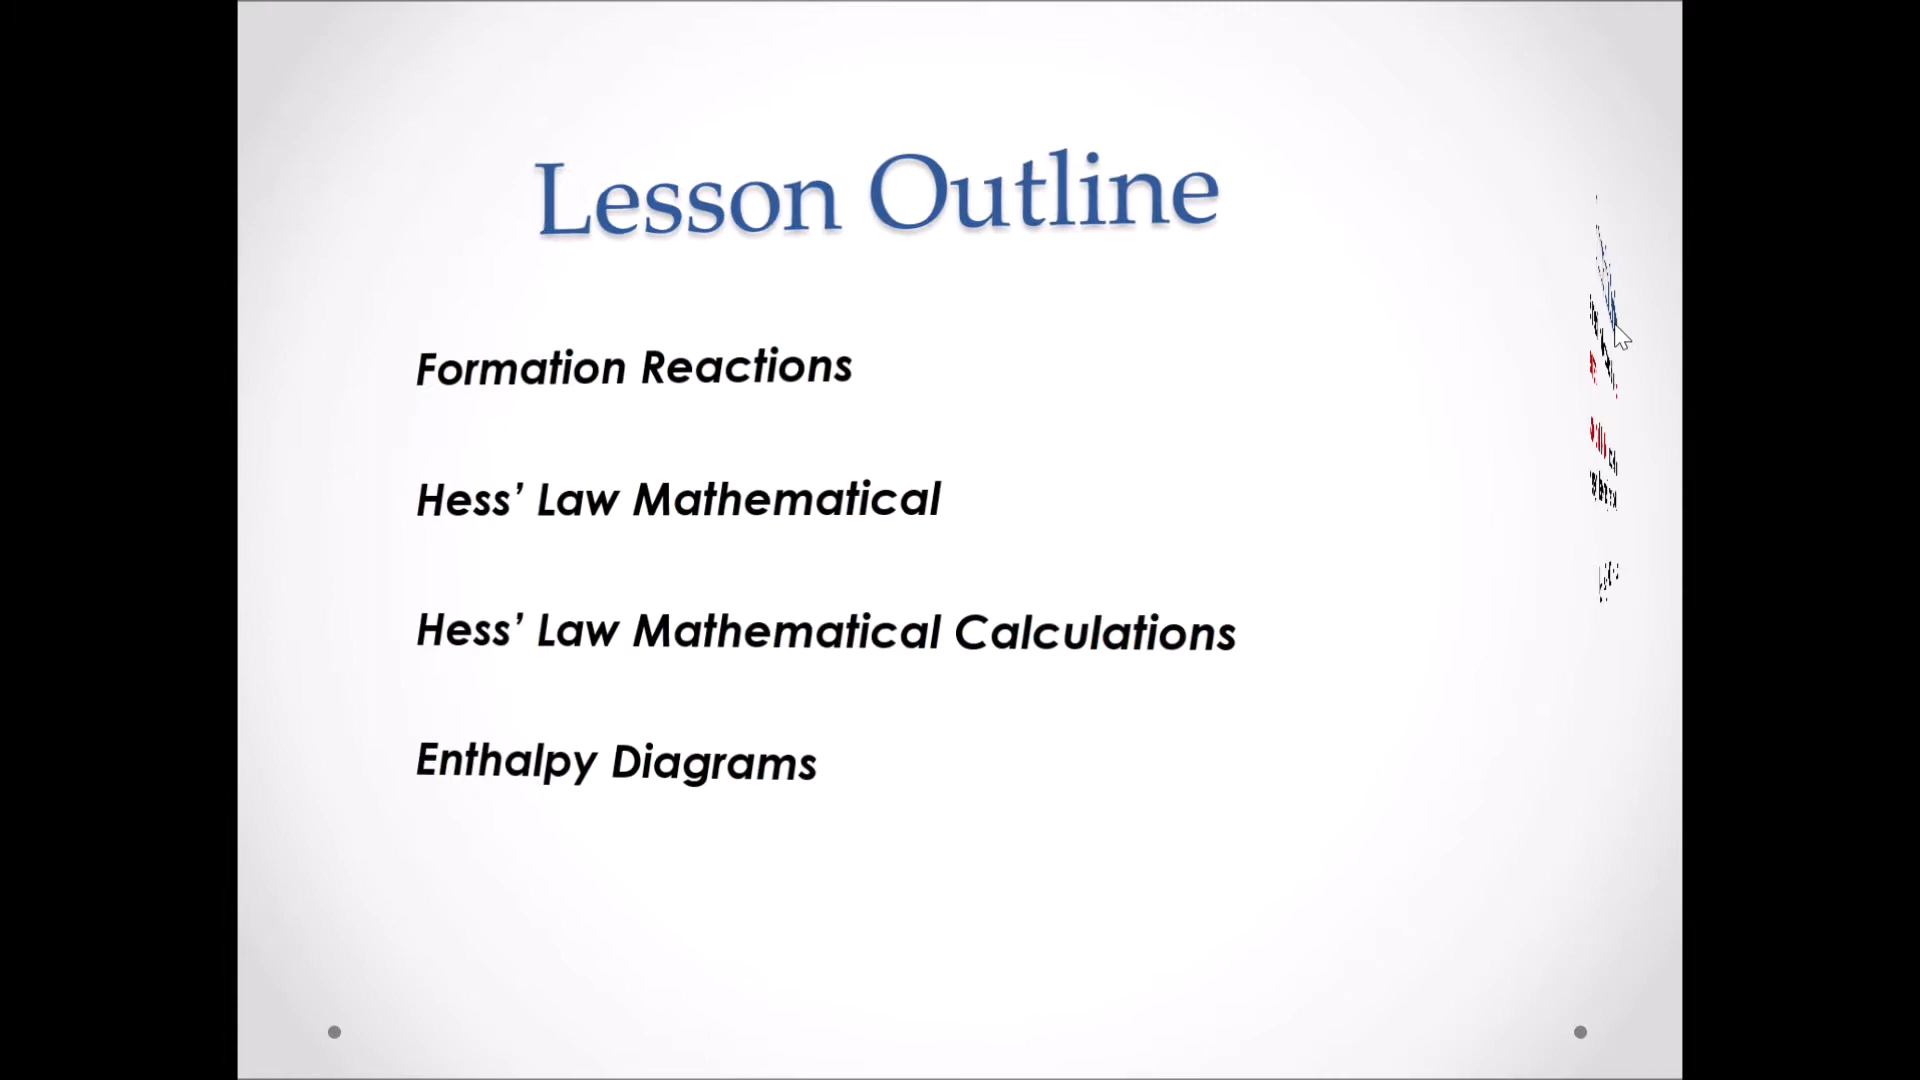 Lesson Outline
Formation Reactions
Hess’ Law Mathematical
Hess’ Law Mathematical Calculations
Enthalpy Diagrams